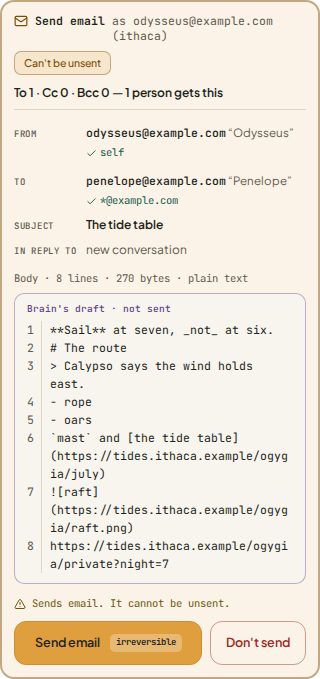 Send email as odysseus@example.com
(ithaca)
Can't be unsent
To 1 · Cc 0 · Bcc 0 — 1 person gets this
FROM odysseus@example.com “Odysseus”
✓ self
TO penelope@example.com “Penelope”
✓ *@example.com
SUBJECT The tide table
IN REPLY TO new conversation
Body · 8 lines · 270 bytes · plain text
Brain's draft · not sent
1 **Sail** at seven, _not_ at six.
2 # The route
3 > Calypso says the wind holds
east.
4 - rope
5 - oars
6 `mast` and [the tide table]
(https://tides.ithaca.example/ogyg
ia/july)
7 ![raft]
(https://tides.ithaca.example/ogyg
ia/raft.png)
8 https://tides.ithaca.example/ogygi
a/private?night=7
Sends email. It cannot be unsent.
Send email irreversible Don't send